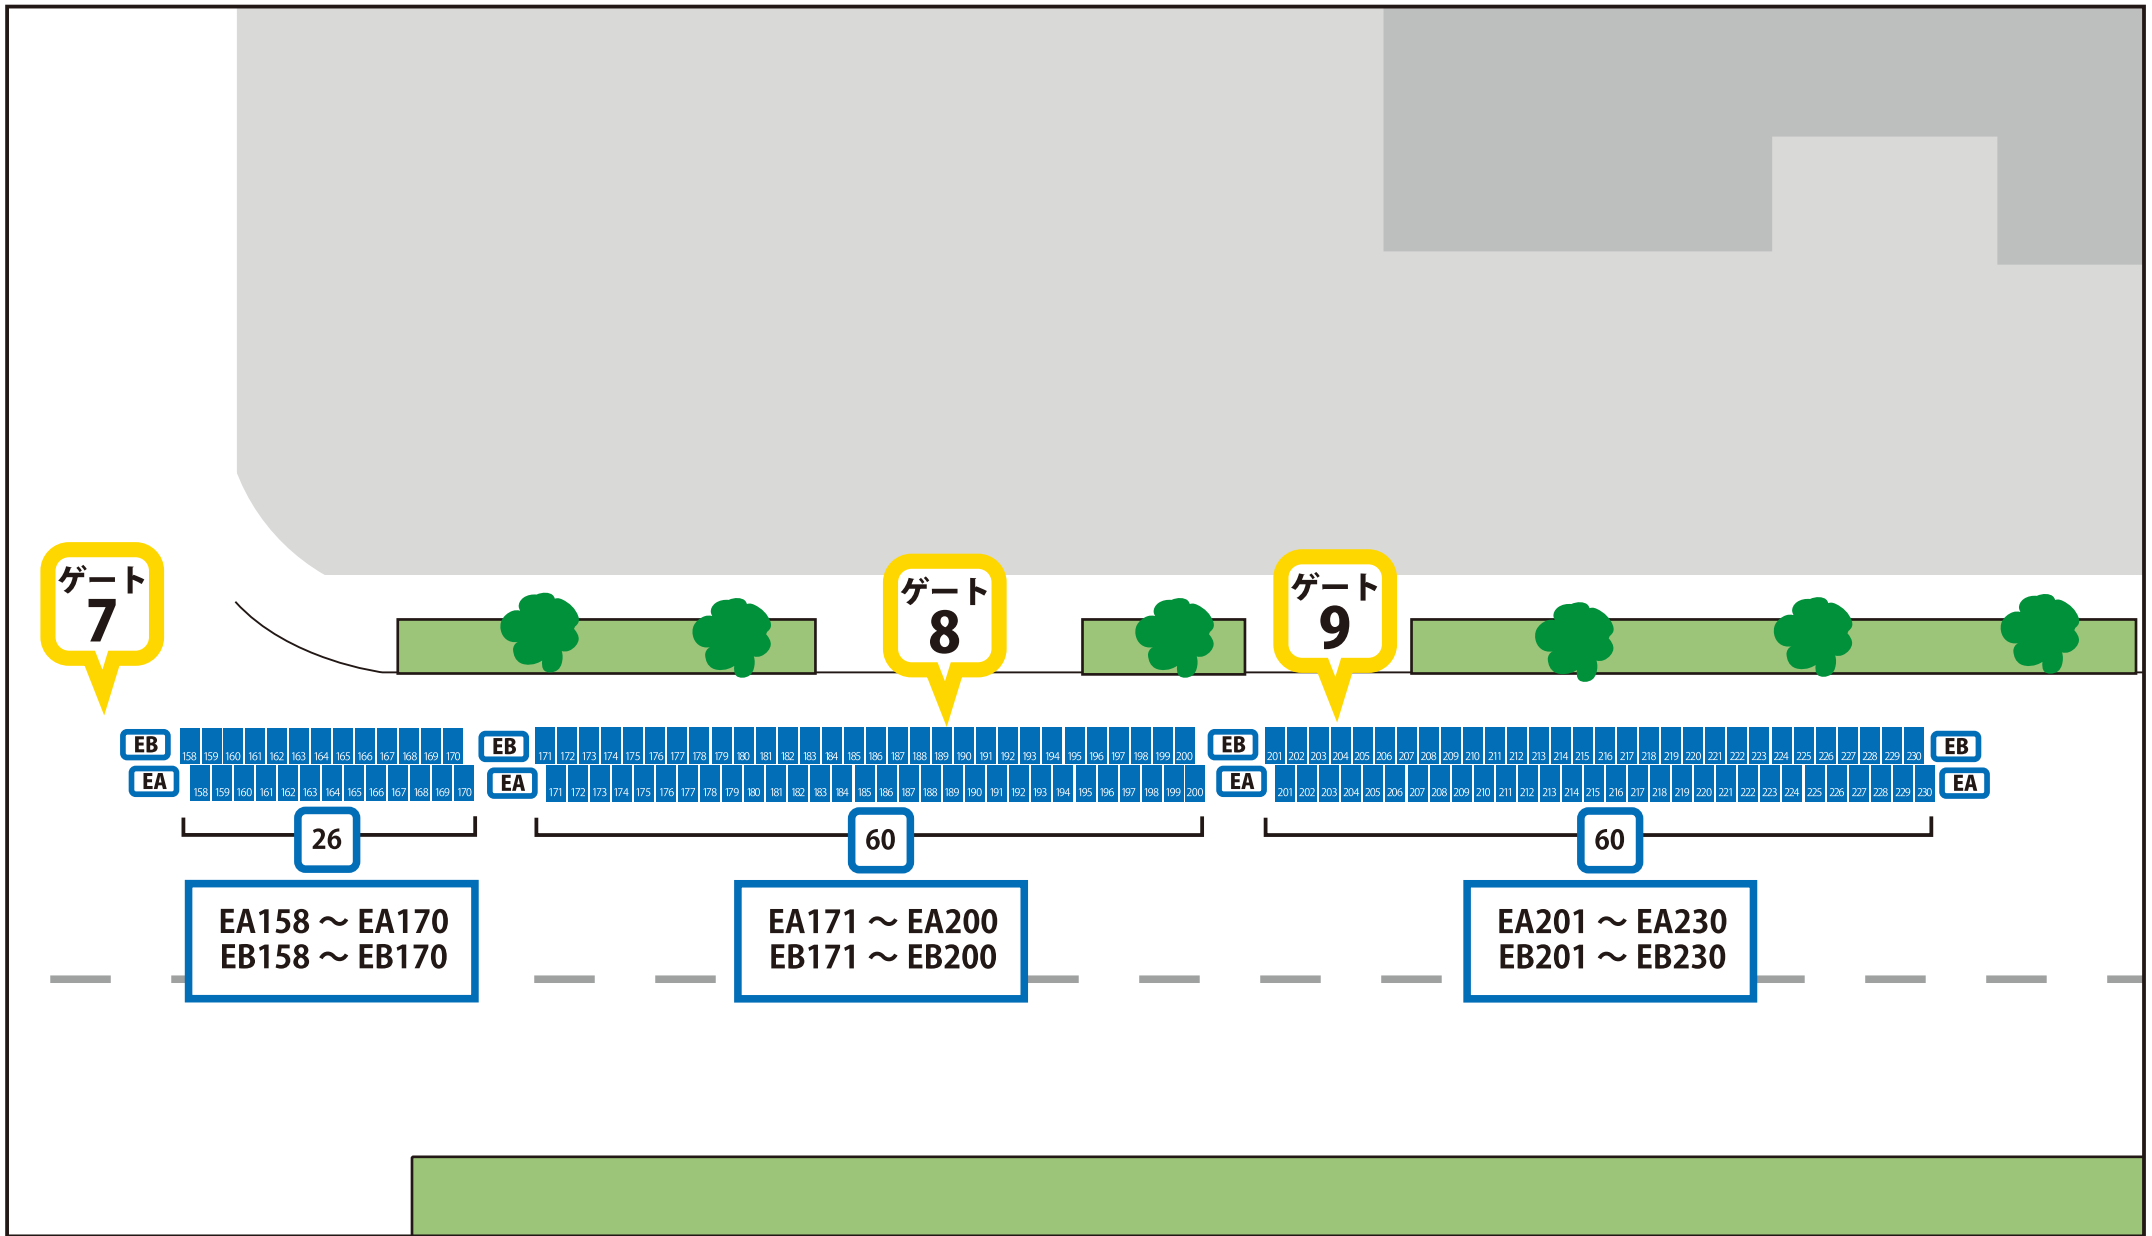 ゲート
7
ゲート
8
ゲート
9
EB 158 159 160 161 162 163 164 165 166 167 168 169 170 EB 171 172 173 174 175 176 177 178 179 180 181 182 183 184 185 186 187 188 189 190 191 192 193 194 195 196 197 198 199 200 EB 201 202 203 204 205 206 207 208 209 210 211 212 213 214 215 216 217 218 219 220 221 222 223 224 225 226 227 228 229 230 EB
EA 158 159 160 161 162 163 164 165 166 167 168 169 170 EA 171 172 173 174 175 176 177 178 179 180 181 182 183 184 185 186 187 188 189 190 191 192 193 194 195 196 197 198 199 200 EA 201 202 203 204 205 206 207 208 209 210 211 212 213 214 215 216 217 218 219 220 221 222 223 224 225 226 227 228 229 230 EA
26
60
60
EA158 〜 EA170
EB158 〜 EB170
EA171 〜 EA200
EB171 〜 EB200
EA201 〜 EA230
EB201 〜 EB230